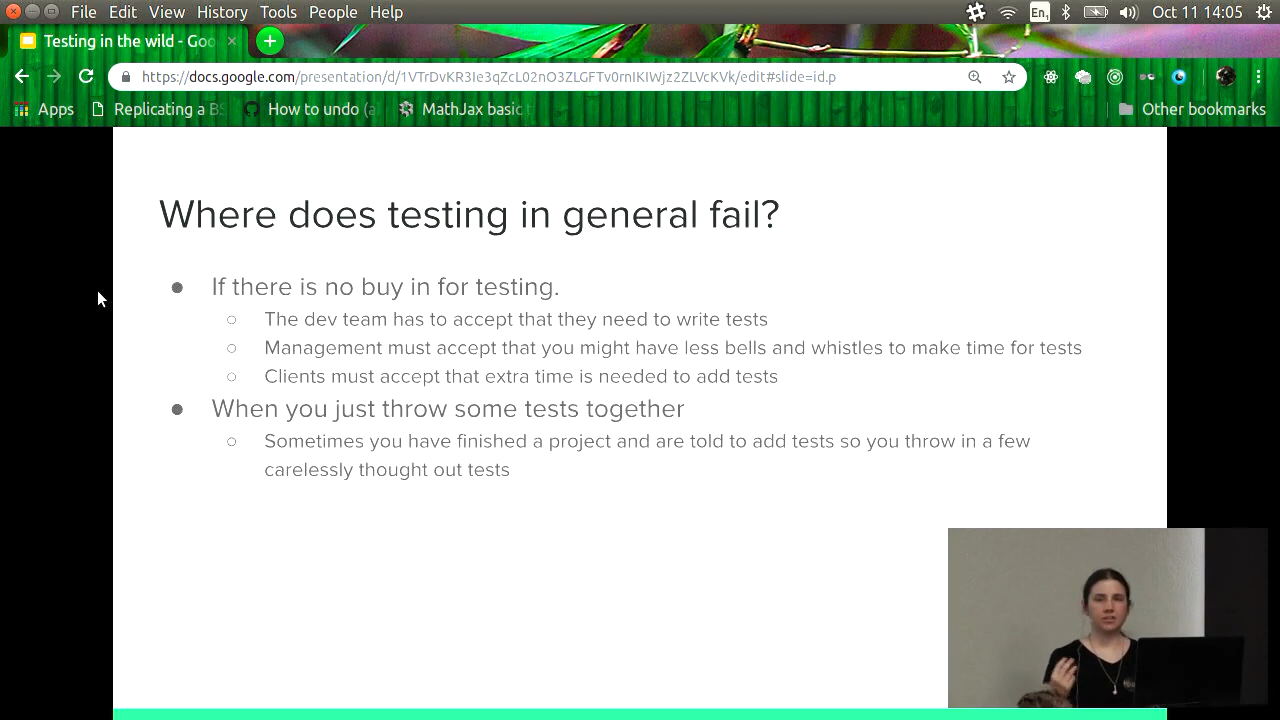 File Edit View History Tools People Help
En1 Oct 11 14:05
Testing in the wild - Goo
https://docs.google.com/presentation/d/1VTrDvKR3Ie3qZcL02nO3ZLGFTv0rnIKIWjz2ZLVcKVk/edit#slide=id.p
Apps Replicating a BS How to undo (a MathJax basic t Other bookmarks
Where does testing in general fail?
● If there is no buy in for testing.
○ The dev team has to accept that they need to write tests
○ Management must accept that you might have less bells and whistles to make time for tests
○ Clients must accept that extra time is needed to add tests
● When you just throw some tests together
○ Sometimes you have finished a project and are told to add tests so you throw in a few
carelessly thought out tests